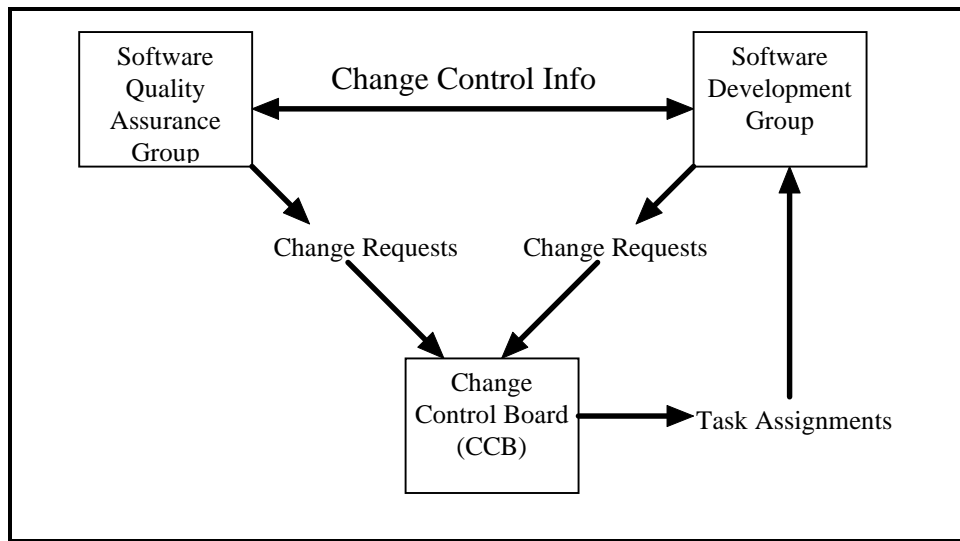 Software
Quality
Assurance
Group
Change Control Info
Software
Development
Group
Change Requests
Change Requests
Change
Control Board
(CCB)
Task Assignments